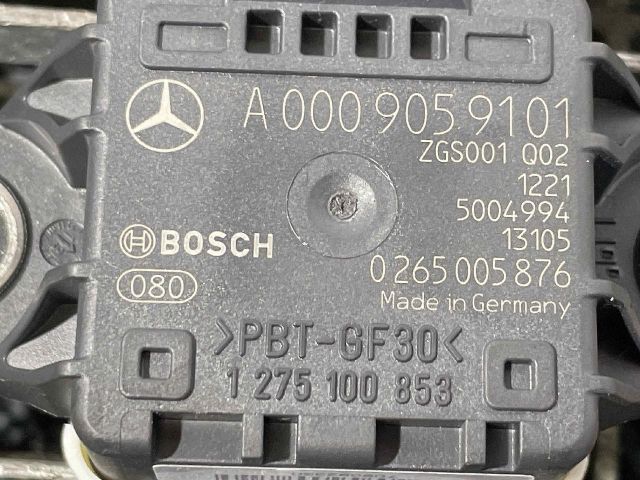 A 000 905 9101
ZGS001 Q02
1221
5004994
13105
BOSCH
0 265 005 876
080
Made in Germany
>PBT-GF30<
1 275 100 853